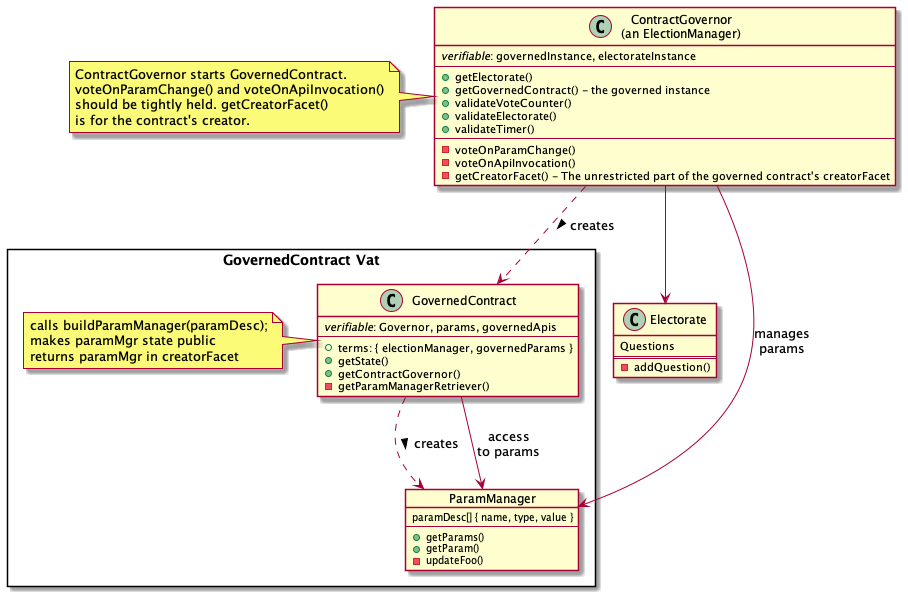 C
ContractGovernor
(an ElectionManager)
verifiable: governedInstance, electorateInstance
getElectorate()
getGovernedContract() – the governed instance
validateVoteCounter()
validateElectorate()
validateTimer()
voteOnParamChange()
voteOnApiInvocation()
getCreatorFacet() – The unrestricted part of the governed contract's creatorFacet
ContractGovernor starts GovernedContract.
voteOnParamChange() and voteOnApiInvocation()
should be tightly held. getCreatorFacet()
is for the contract's creator.
creates
GovernedContract Vat
C
GovernedContract
verifiable: Governor, params, governedApis
terms: { electionManager, governedParams }
getState()
getContractGovernor()
getParamManagerRetriever()
calls buildParamManager(paramDesc);
makes paramMgr state public
returns paramMgr in creatorFacet
C
Electorate
Questions
addQuestion()
manages
params
creates
access
to params
ParamManager
paramDesc[] { name, type, value }
getParams()
getParam()
updateFoo()